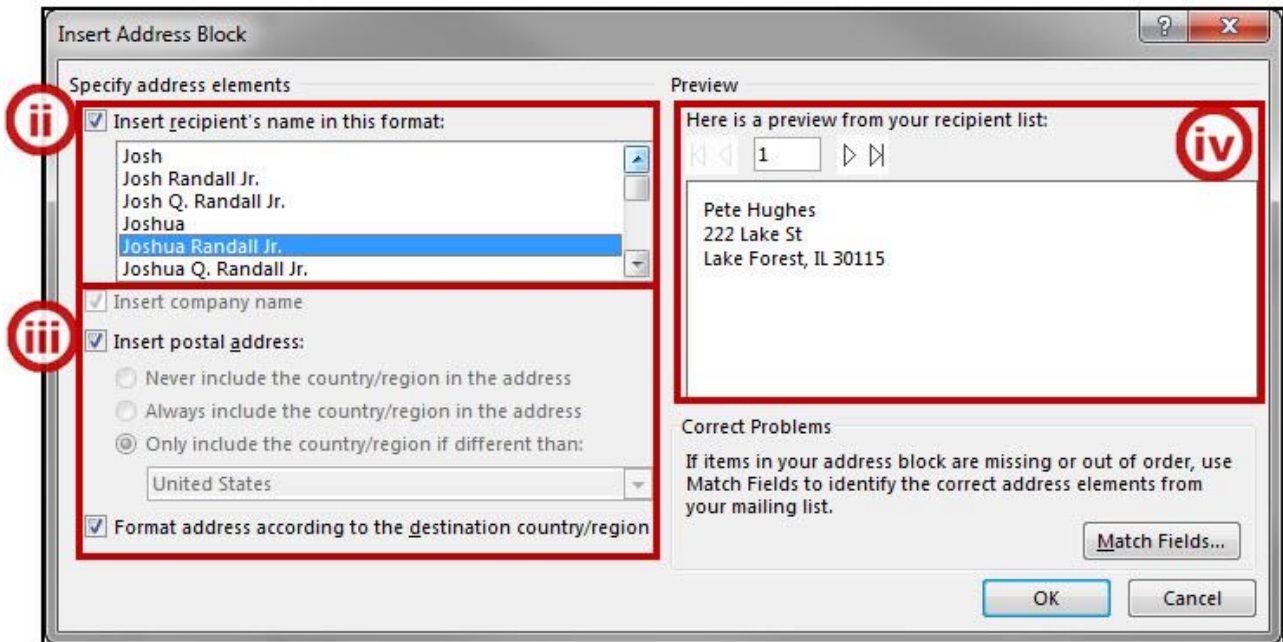 Insert Address Block
Specify address elements
ii
Insert recipient's name in this format:
Josh
Josh Randall Jr.
Josh Q. Randall Jr.
Joshua
Joshua Randall Jr.
Joshua Q. Randall Jr.
iii
Insert company name
Insert postal address:
Never include the country/region in the address
Always include the country/region in the address
Only include the country/region if different than:
United States
Format address according to the destination country/region
Preview
Here is a preview from your recipient list:
iv
1
Pete Hughes
222 Lake St
Lake Forest, IL 30115
Correct Problems
If items in your address block are missing or out of order, use
Match Fields to identify the correct address elements from
your mailing list.
Match Fields...
OK
Cancel